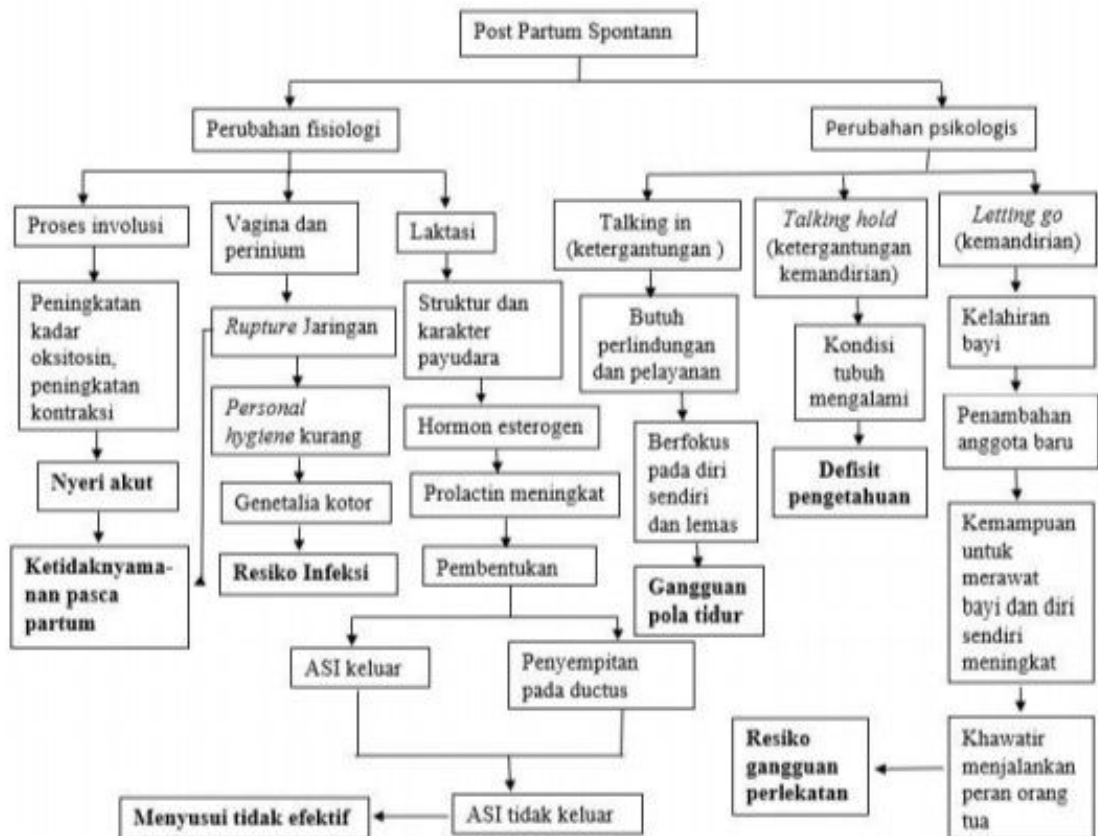 Post Partum Spontann
Perubahan fisiologi
Perubahan psikologis
Proses involusi
Vagina dan
perinium
Laktasi
Talking in
(ketergantungan )
Talking hold
(ketergantungan
kemandirian)
Letting go
(kemandirian)
Peningkatan
kadar
oksitosin,
peningkatan
kontraksi
Rupture Jaringan
Struktur dan
karakter
payudara
Butuh
perlindungan
dan pelayanan
Kondisi
tubuh
mengalami
Kelahiran
bayi
Personal
hygiene kurang
Hormon esterogen
Berfokus
pada diri
sendiri
dan lemas
Defisit
pengetahuan
Penambahan
anggota baru
Nyeri akut
Genetalia kotor
Prolactin meningkat
Kemampuan
untuk
merawat
bayi dan diri
sendiri
meningkat
Ketidaknyama-
nan pasca
partum
Resiko Infeksi
Pembentukan
Gangguan
pola tidur
ASI keluar
Penyempitan
pada ductus
Resiko
gangguan
perlekatan
Khawatir
menjalankan
peran orang
tua
Menyusui tidak efektif
ASI tidak keluar